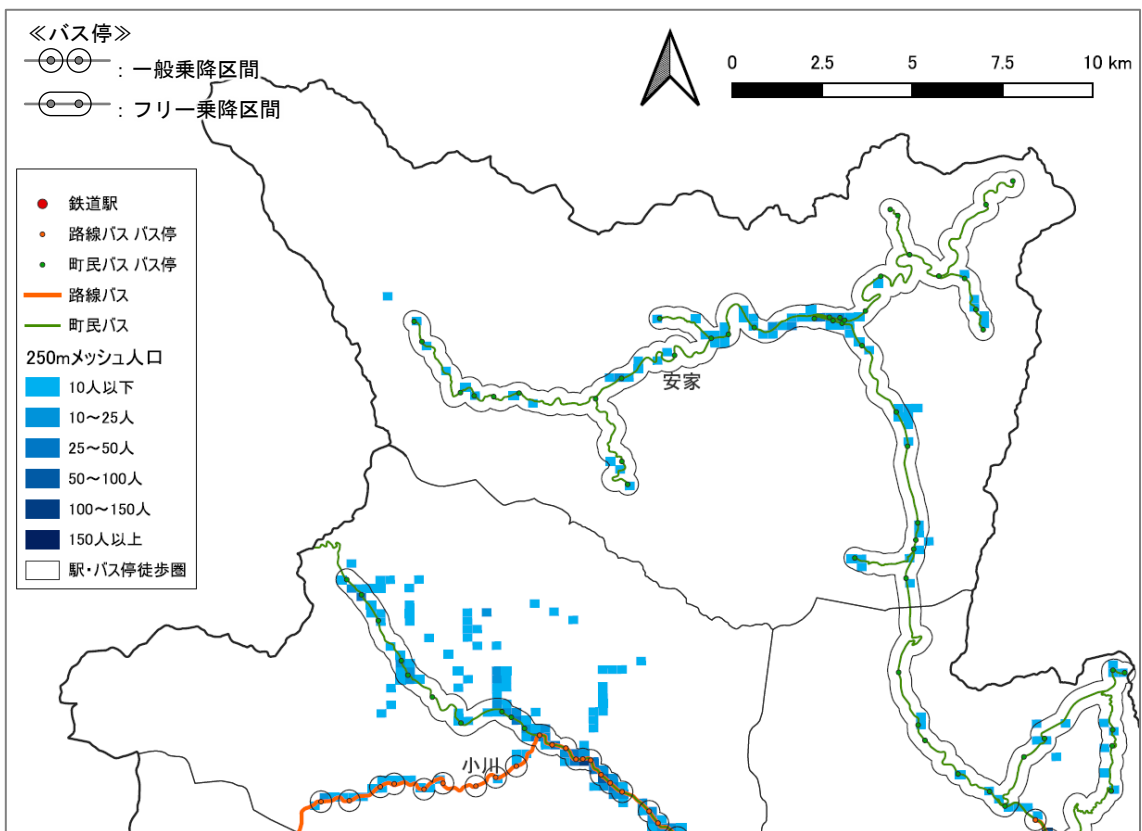 ≪バス停≫
：一般乗降区間
：フリー乗降区間
0 2.5 5 7.5 10 km
鉄道駅
路線バス バス停
町民バス バス停
路線バス
町民バス
250mメッシュ人口
10人以下
10～25人
25～50人
50～100人
100～150人
150人以上
駅・バス停徒歩圏
安家
小川